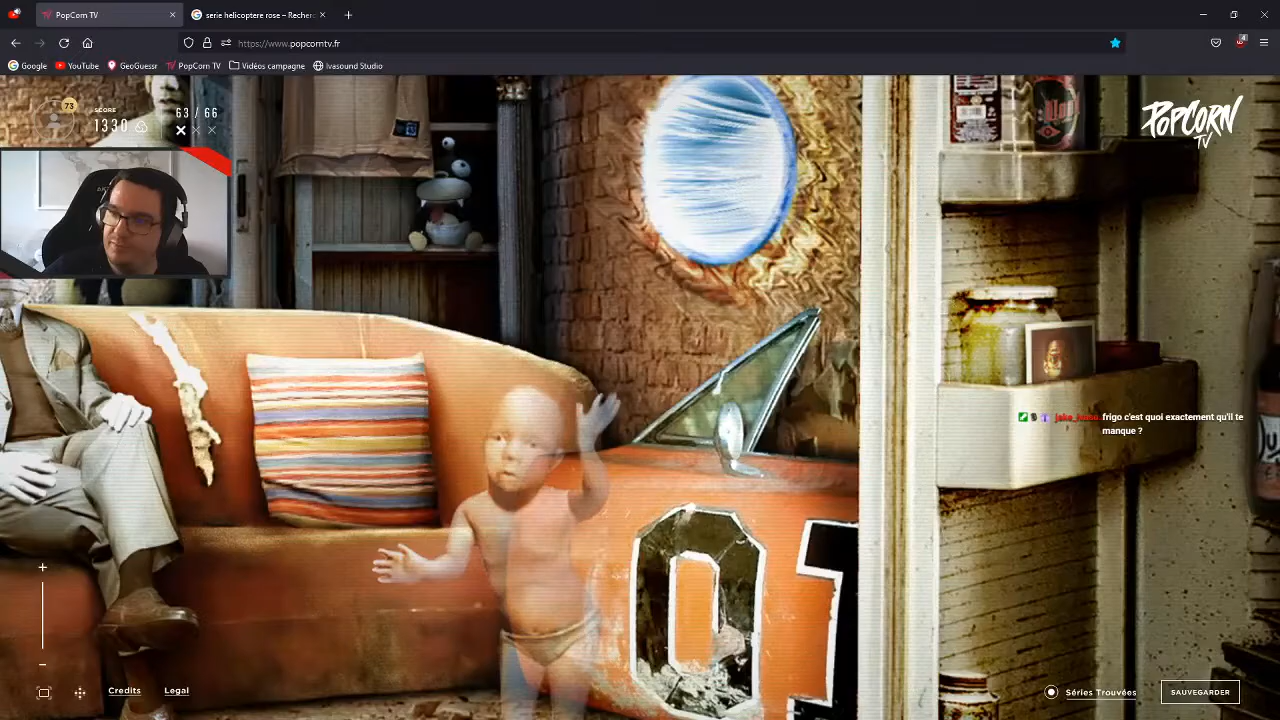 PopCorn TV
serie helicoptere rose – Recher
https://www.popcorntv.fr
Google
YouTube
GeoGuessr
PopCorn TV
Vidéos campagne
Ivasound Studio
73
SCORE
1330
63 / 66
POPCORN
TV
frigo c'est quoi exactement qu'il te
manque ?
01
Credits
Legal
Séries Trouvées
SAUVEGARDER